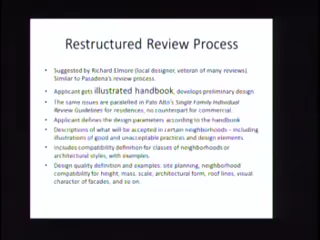 Restructured Review Process
• Suggested by Richard Elmore (local designer, veteran of many reviews)
Similar to Pasadena's review process.
• Applicant gets illustrated handbook, develops preliminary design
• The same issues are paralleled in Palo Alto's Single Family Individual
Review Guidelines for residences, no counterpart for commercial.
• Applicant defines the design parameters according to the handbook
• Descriptions of what will be accepted in certain neighborhoods – including
illustrations of good and unacceptable practices and design elements
• Includes compatibility definition for classes of neighborhoods or
architectural styles, with examples.
• Design quality definition and examples: site planning, neighborhood
compatibility for height, mass, scale, architectural form, roof lines, visual
character of facades, and so on.